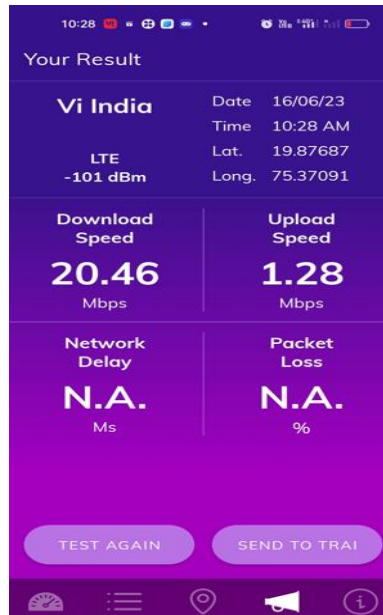 10:28
Your Result
Vi India
LTE
-101 dBm
Date 16/06/23
Time 10:28 AM
Lat. 19.87687
Long. 75.37091
Download
Speed
20.46
Mbps
Upload
Speed
1.28
Mbps
Network
Delay
N.A.
Ms
Packet
Loss
N.A.
%
TEST AGAIN
SEND TO TRAI